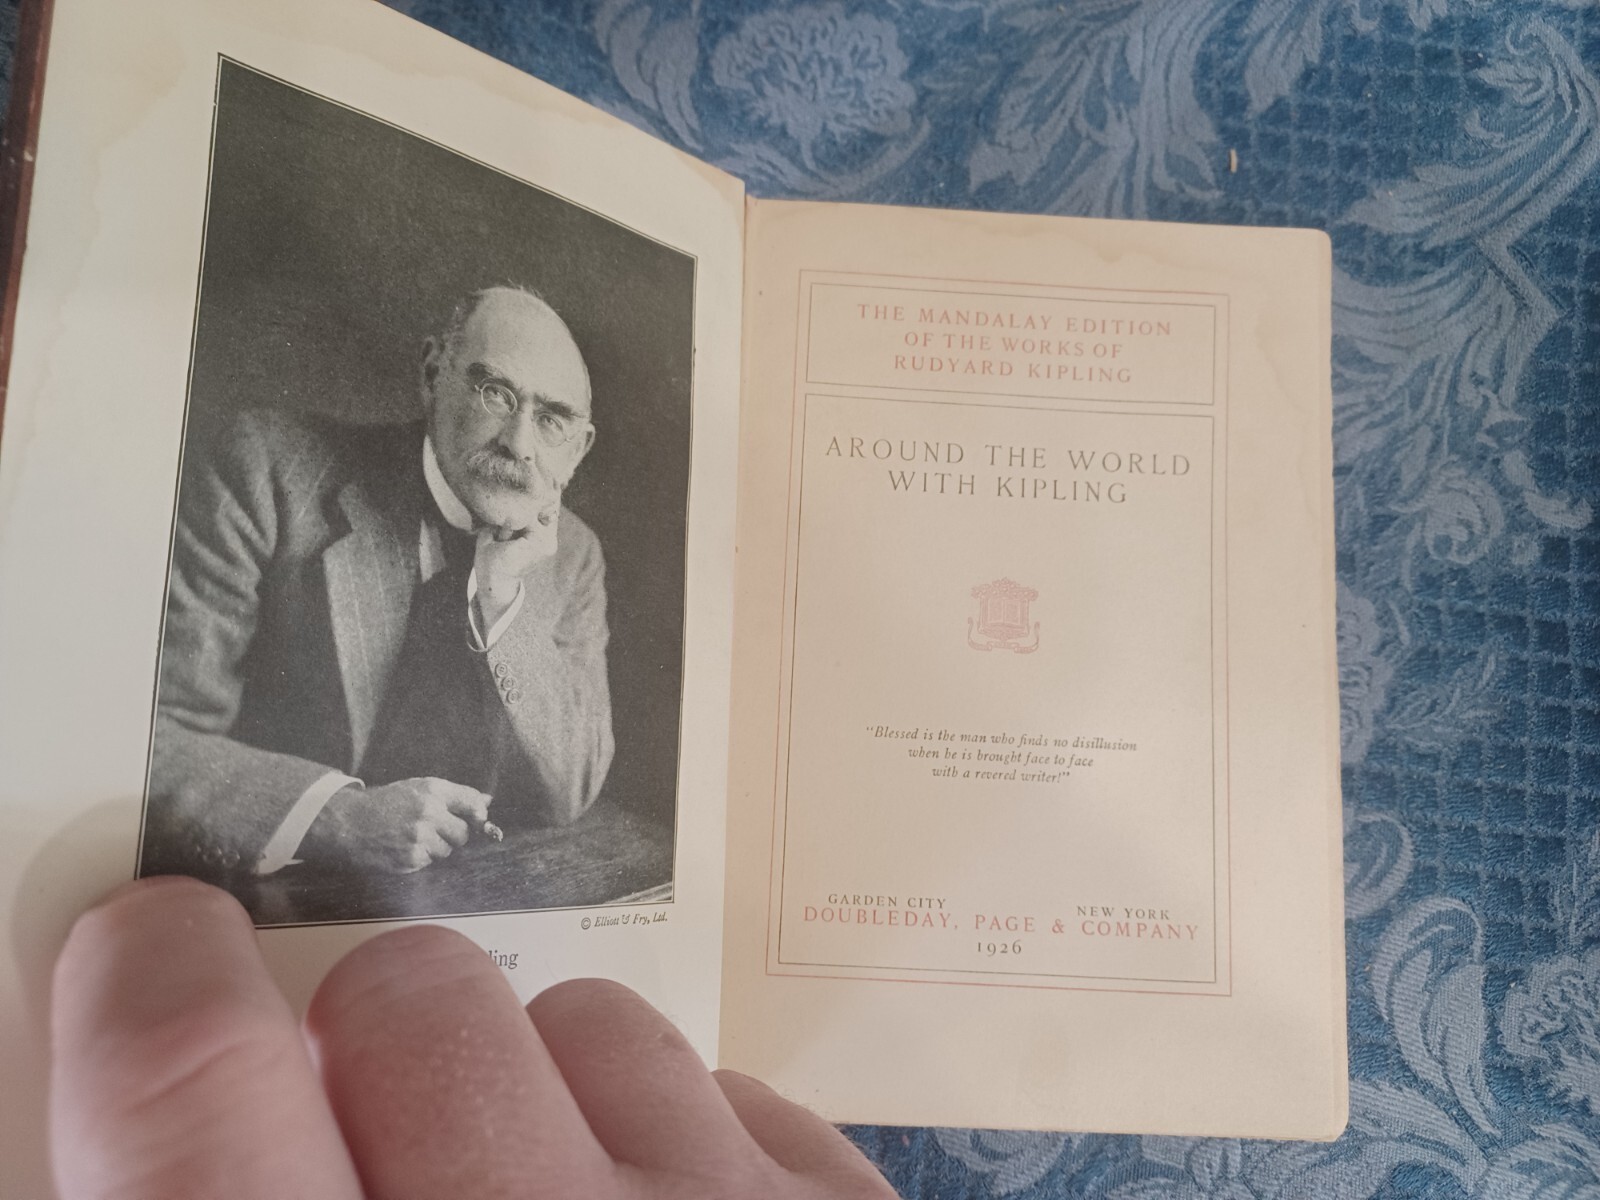 © Elliott & Fry, Ltd.
THE MANDALAY EDITION
OF THE WORKS OF
RUDYARD KIPLING
AROUND THE WORLD
WITH KIPLING
"Blessed is the man who finds no disillusion
when he is brought face to face
with a revered writer!"
GARDEN CITY NEW YORK
DOUBLEDAY, PAGE & COMPANY
1926